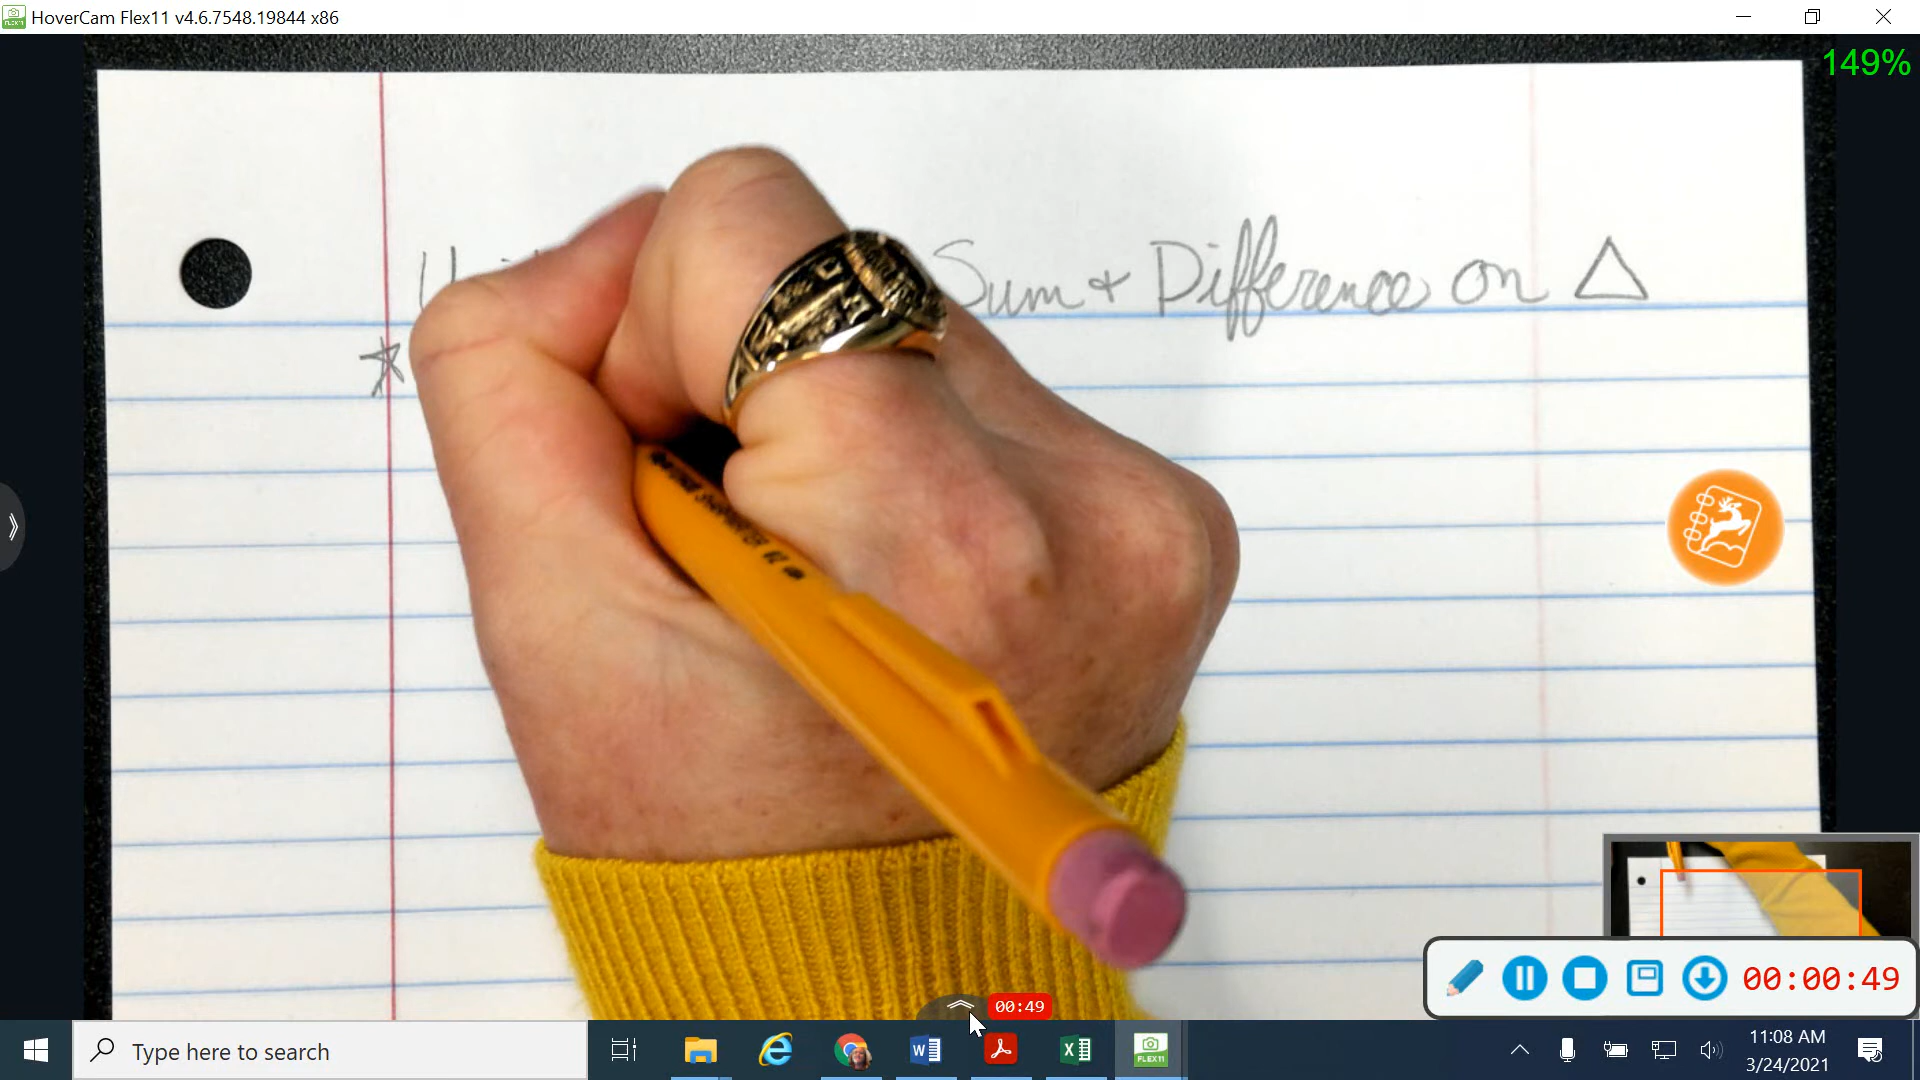 HoverCam Flex11 v4.6.7548.19844 x86
149%
Sum & Difference on △
00:00:49
00:49
Type here to search
FLEX11
11:08 AM
3/24/2021